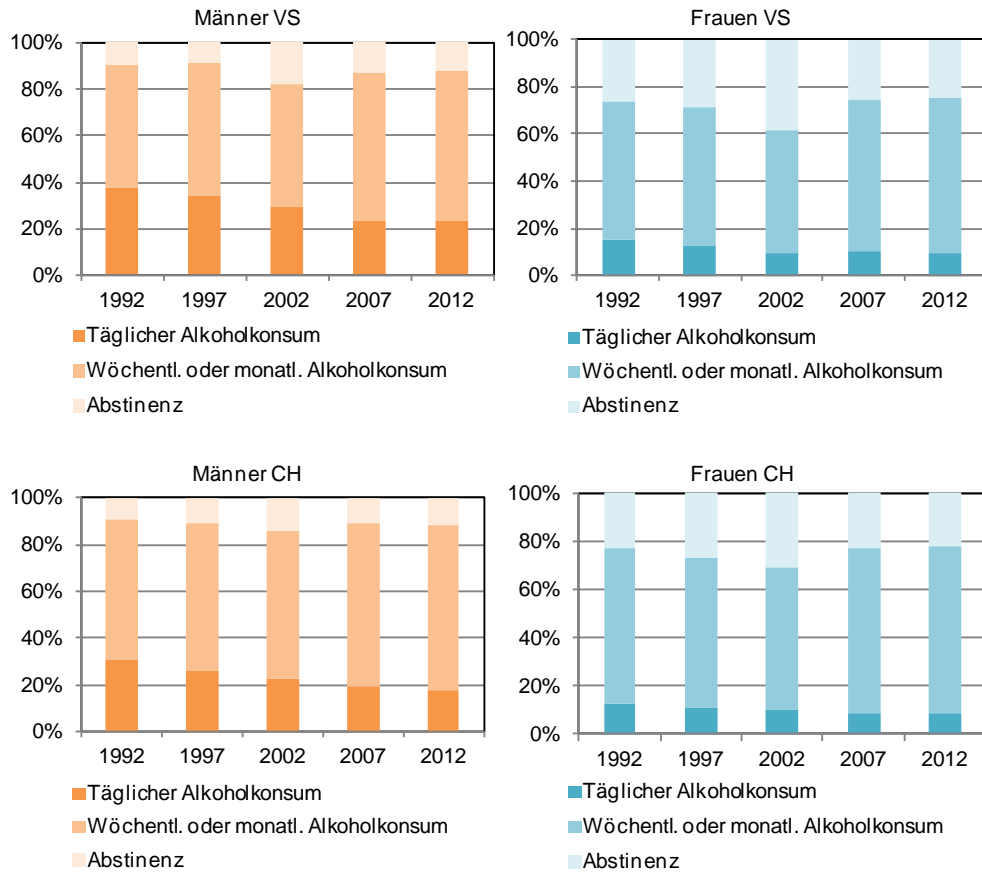 Männer VS
100%
80%
60%
40%
20%
0%
1992 1997 2002 2007 2012
Täglicher Alkoholkonsum
Wöchentl. oder monatl. Alkoholkonsum
Abstinenz
Frauen VS
100%
80%
60%
40%
20%
0%
1992 1997 2002 2007 2012
Täglicher Alkoholkonsum
Wöchentl. oder monatl. Alkoholkonsum
Abstinenz
Männer CH
100%
80%
60%
40%
20%
0%
1992 1997 2002 2007 2012
Täglicher Alkoholkonsum
Wöchentl. oder monatl. Alkoholkonsum
Abstinenz
Frauen CH
100%
80%
60%
40%
20%
0%
1992 1997 2002 2007 2012
Täglicher Alkoholkonsum
Wöchentl. oder monatl. Alkoholkonsum
Abstinenz